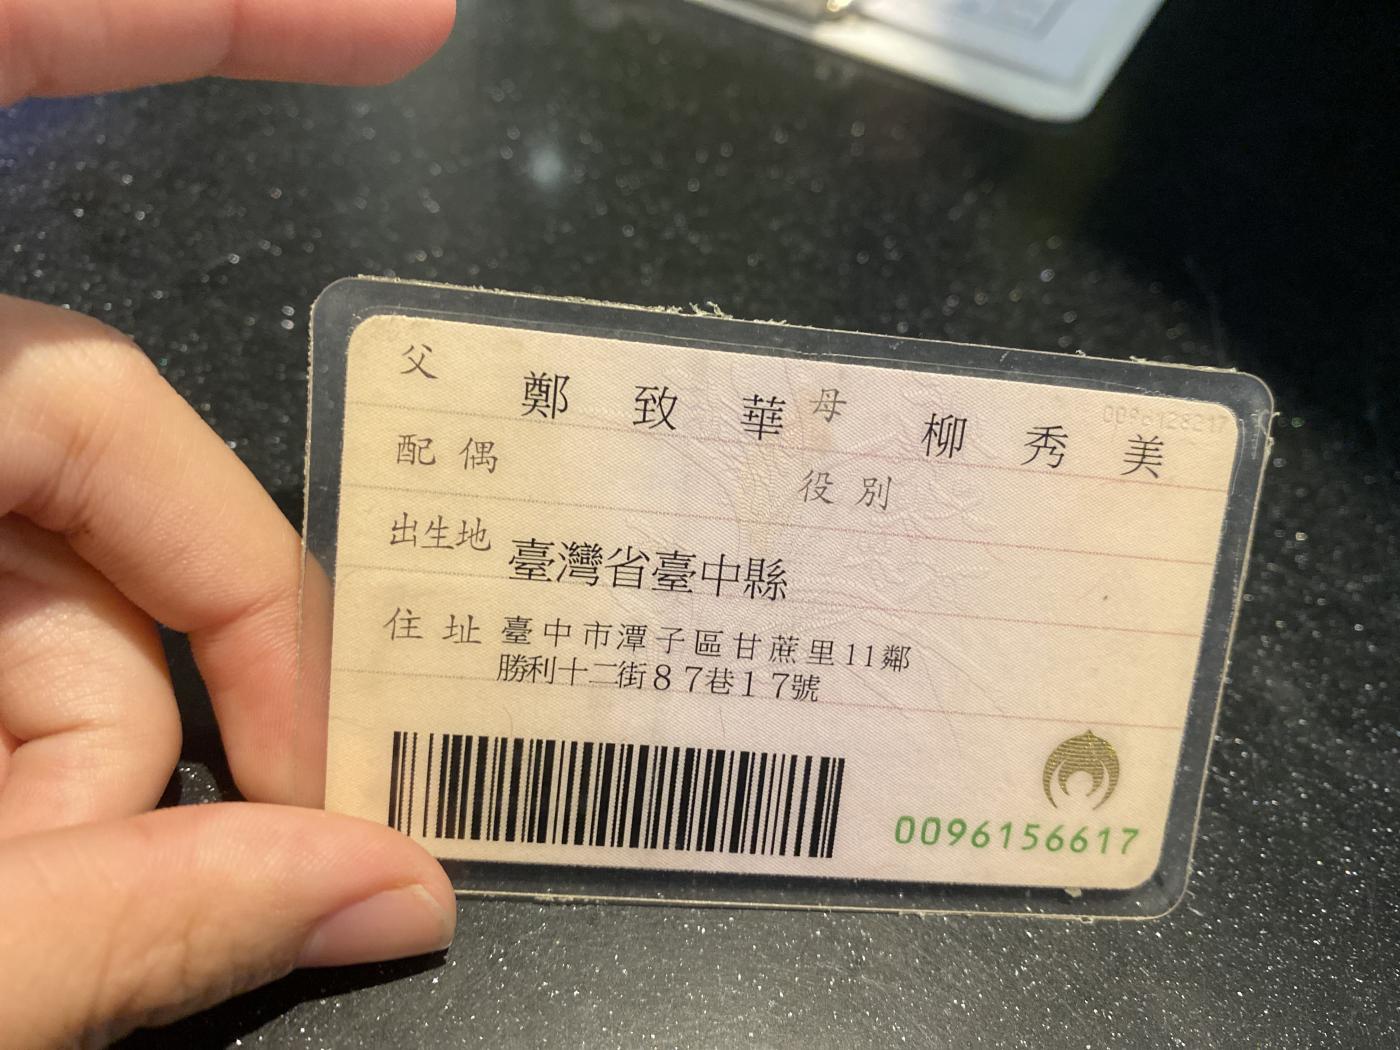 父 鄭致華 母 柳秀美
配偶 役別
出生地 臺灣省臺中縣
住址 臺中市潭子區甘蔗里11鄰
勝利十二街87巷17號
0096156617